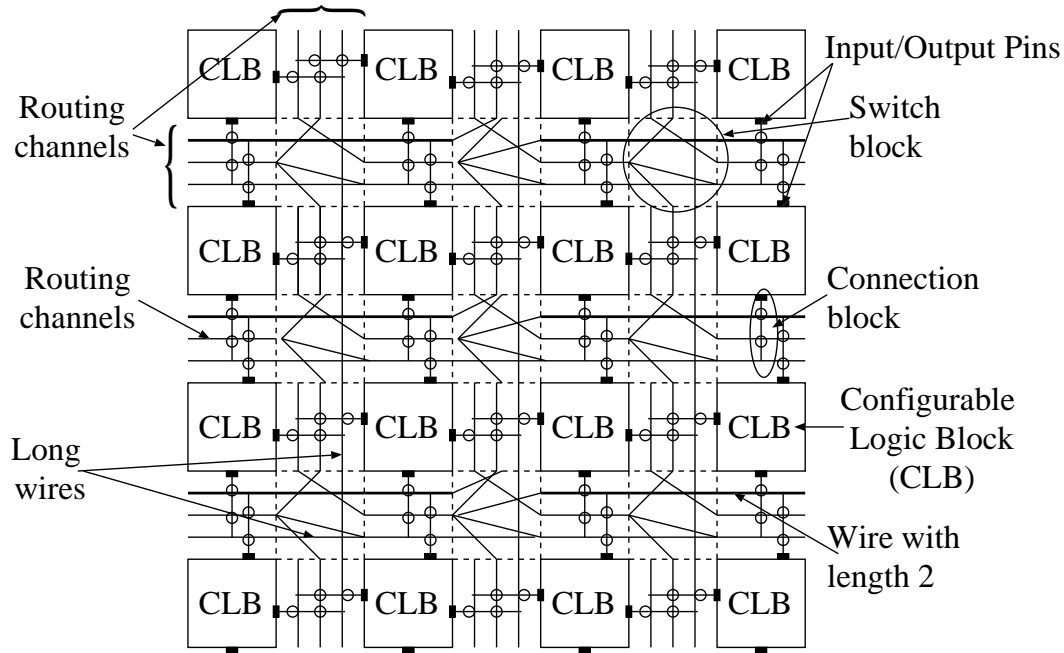 CLB
CLB
CLB
CLB
Input/Output Pins
Routing
channels
Switch
block
CLB
CLB
CLB
CLB
Routing
channels
Connection
block
CLB
CLB
CLB
CLB
Configurable
Logic Block
(CLB)
Long
wires
Wire with
length 2
CLB
CLB
CLB
CLB